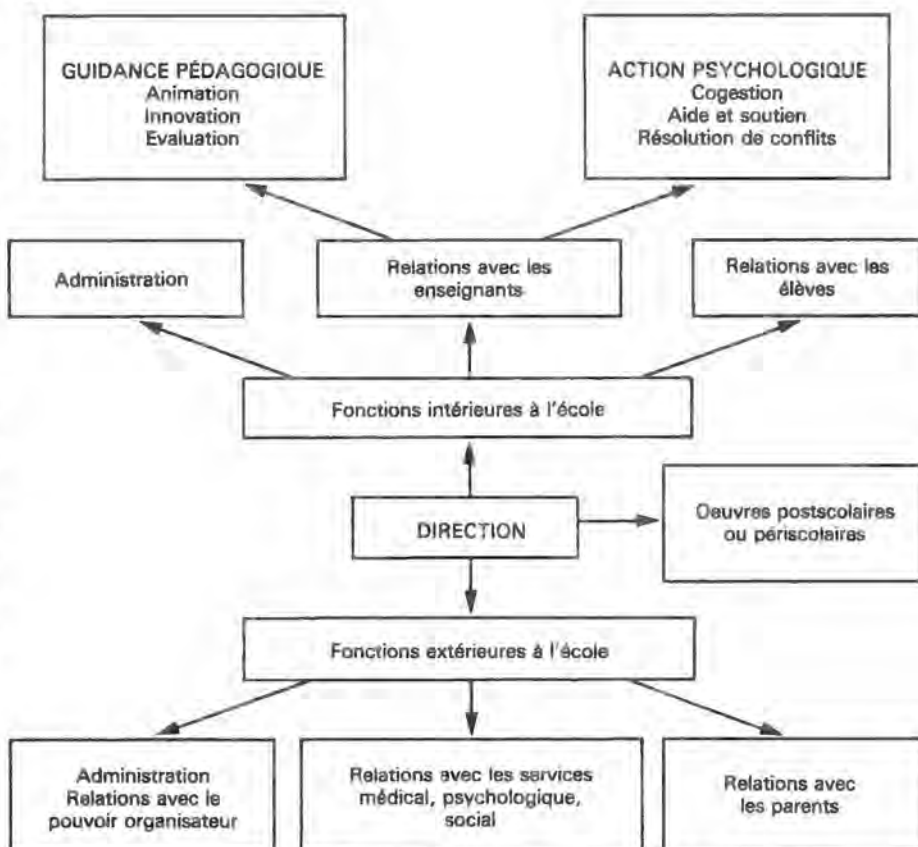 GUIDANCE PÉDAGOGIQUE
Animation
Innovation
Evaluation
ACTION PSYCHOLOGIQUE
Cogestion
Aide et soutien
Résolution de conflits
Administration
Relations avec les
enseignants
Relations avec les
élèves
Fonctions intérieures à l'école
DIRECTION
Oeuvres postscolaires
ou périscolaires
Fonctions extérieures à l'école
Administration
Relations avec le
pouvoir organisateur
Relations avec les services
médical, psychologique,
social
Relations avec
les parents